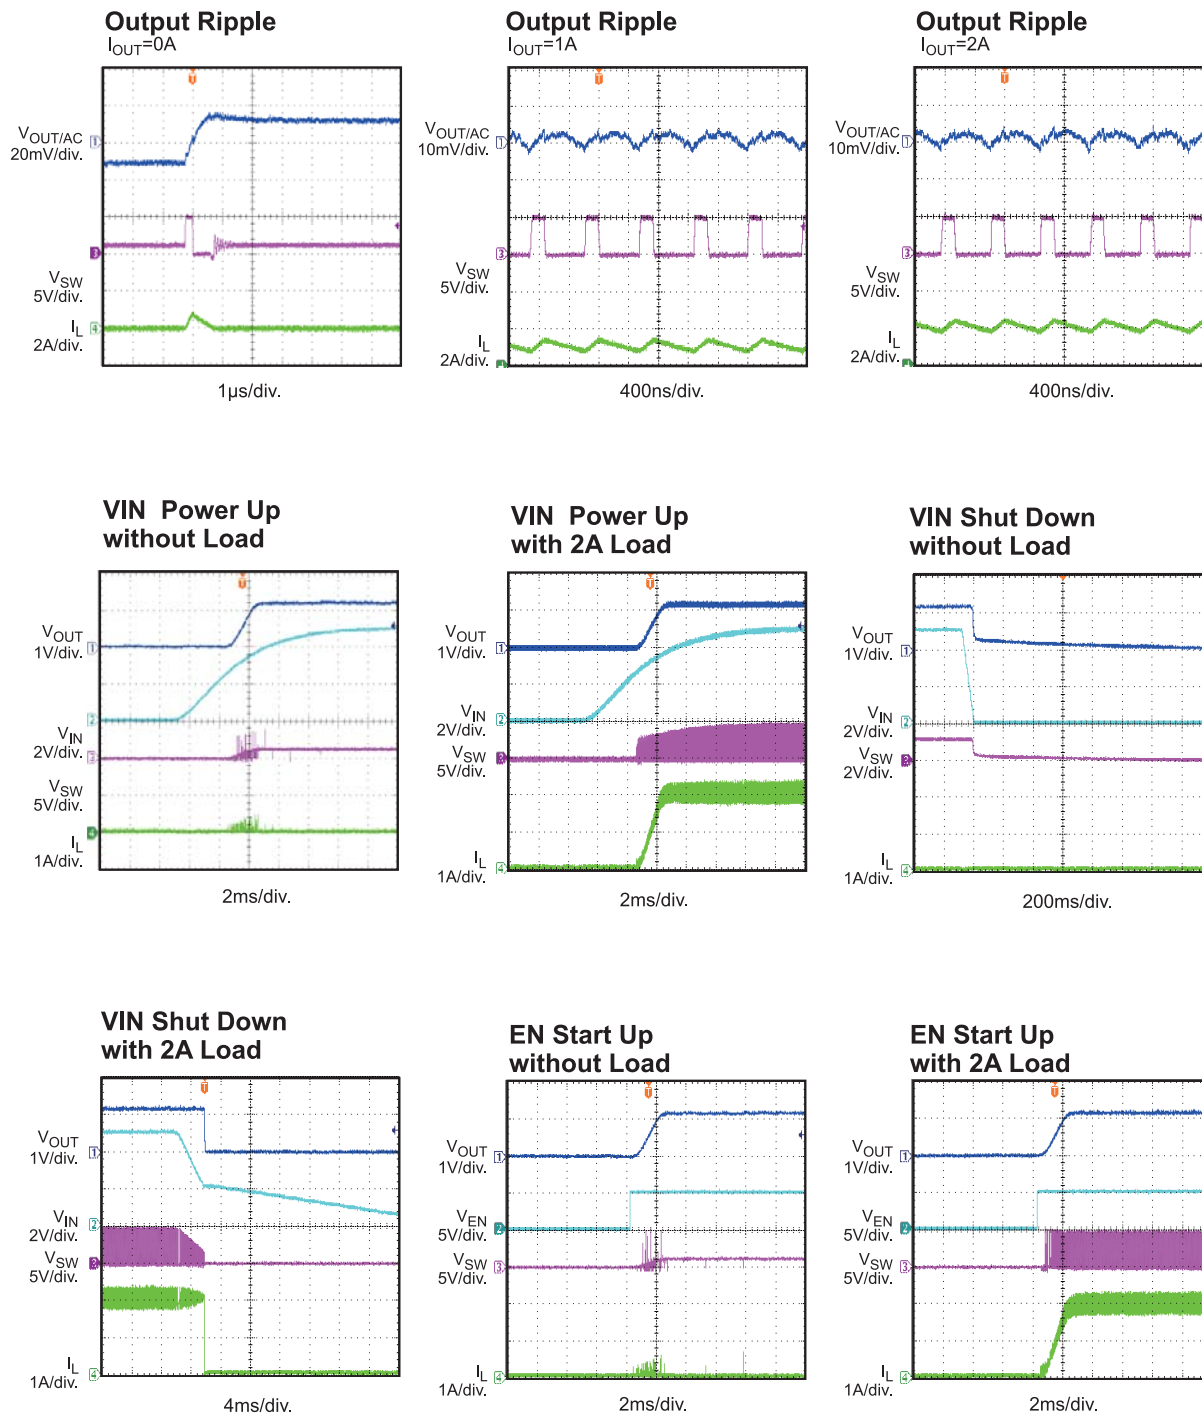 Output Ripple
IOUT=0A
VOUT/AC
20mV/div.
VSW
5V/div.
IL
2A/div.
1µs/div.
Output Ripple
IOUT=1A
VOUT/AC
10mV/div.
VSW
5V/div.
IL
2A/div.
400ns/div.
Output Ripple
IOUT=2A
VOUT/AC
10mV/div.
VSW
5V/div.
IL
2A/div.
400ns/div.
VIN Power Up
without Load
VOUT
1V/div.
VIN
2V/div.
VSW
5V/div.
IL
1A/div.
2ms/div.
VIN Power Up
with 2A Load
VOUT
1V/div.
VIN
2V/div.
VSW
5V/div.
IL
1A/div.
2ms/div.
VIN Shut Down
without Load
VOUT
1V/div.
VIN
2V/div.
VSW
2V/div.
IL
1A/div.
200ms/div.
VIN Shut Down
with 2A Load
VOUT
1V/div.
VIN
2V/div.
VSW
5V/div.
IL
1A/div.
4ms/div.
EN Start Up
without Load
VOUT
1V/div.
VEN
5V/div.
VSW
5V/div.
IL
1A/div.
2ms/div.
EN Start Up
with 2A Load
VOUT
1V/div.
VEN
5V/div.
VSW
5V/div.
IL
1A/div.
2ms/div.